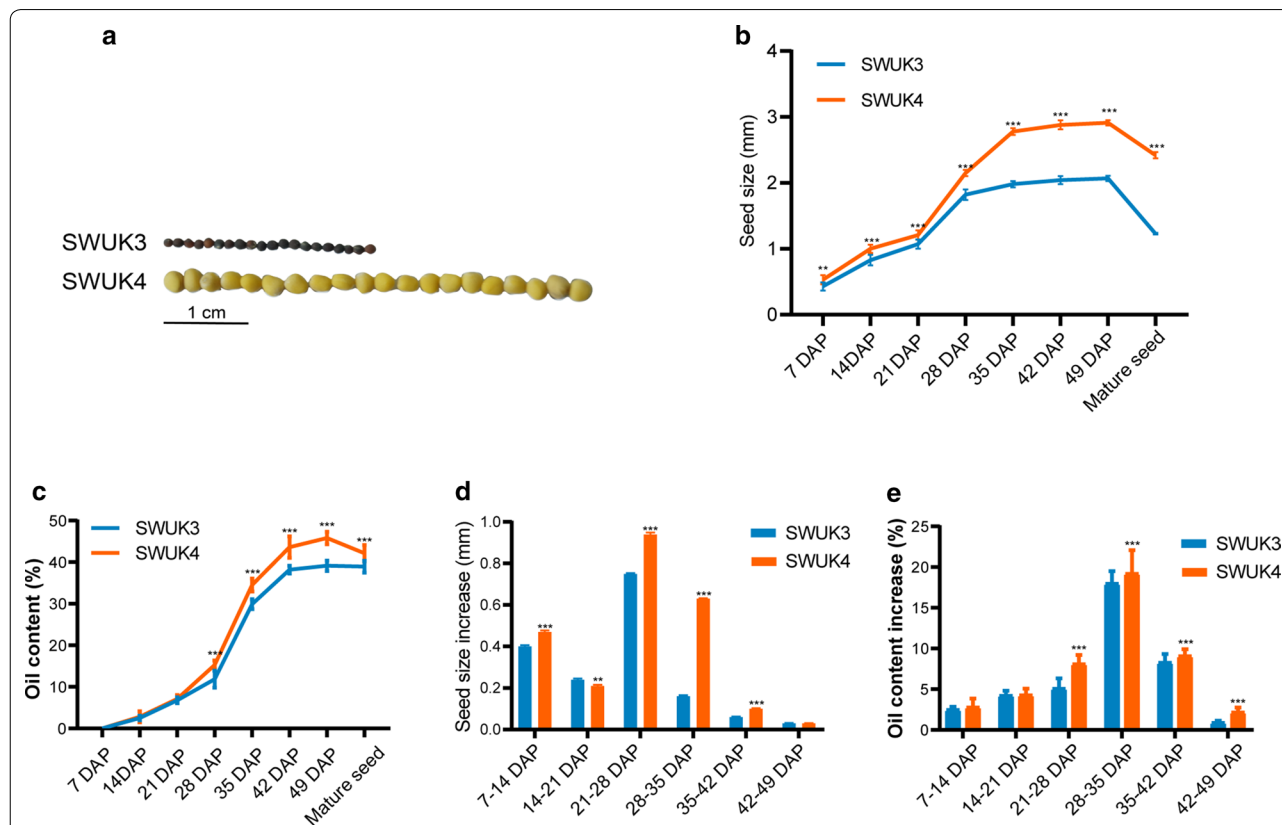 a
SWUK3
SWUK4
1 cm
b
SWUK3
SWUK4
Seed size (mm)
4
3
2
1
0
**
***
***
***
***
***
***
***
7 DAP
14DAP
21 DAP
28 DAP
35 DAP
42 DAP
49 DAP
Mature seed
c
SWUK3
SWUK4
Oil content (%)
50
40
30
20
10
0
***
***
***
***
***
7 DAP
14DAP
21 DAP
28 DAP
35 DAP
42 DAP
49 DAP
Mature seed
d
SWUK3
SWUK4
Seed size increase (mm)
1.0
0.8
0.6
0.4
0.2
0.0
***
**
***
***
***
7-14 DAP
14-21 DAP
21-28 DAP
28-35 DAP
35-42 DAP
42-49 DAP
e
SWUK3
SWUK4
Oil content increase (%)
25
20
15
10
5
0
***
***
***
***
7-14 DAP
14-21 DAP
21-28 DAP
28-35 DAP
35-42 DAP
42-49 DAP